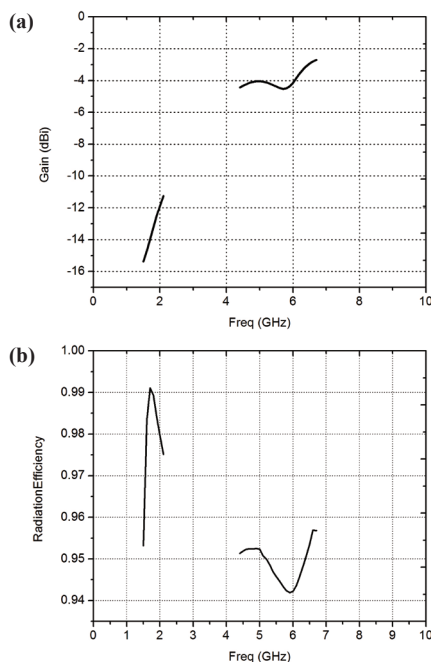 (a)
0
-2
-4
-6
-8
-10
-12
-14
-16
Gain (dBi)
0 2 4 6 8 10
Freq (GHz)
(b)
1.00
0.99
0.98
0.97
0.96
0.95
0.94
RadiationEfficiency
0 1 2 3 4 5 6 7 8 9 10
Freq (GHz)